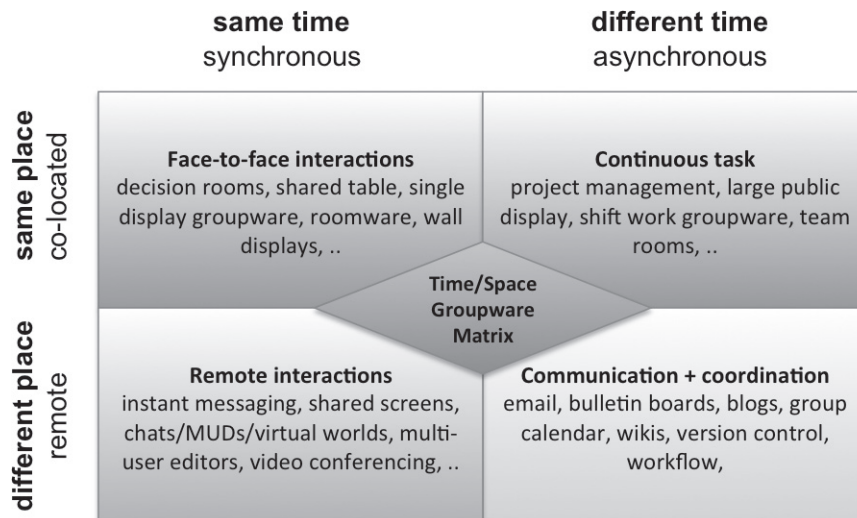 same time
synchronous
different time
asynchronous
same place
co-located
Face-to-face interactions
decision rooms, shared table, single
display groupware, roomware, wall
displays, ..
Continuous task
project management, large public
display, shift work groupware, team
rooms, ..
Time/Space
Groupware
Matrix
different place
remote
Remote interactions
instant messaging, shared screens,
chats/MUDs/virtual worlds, multi-
user editors, video conferencing, ..
Communication + coordination
email, bulletin boards, blogs, group
calendar, wikis, version control,
workflow,